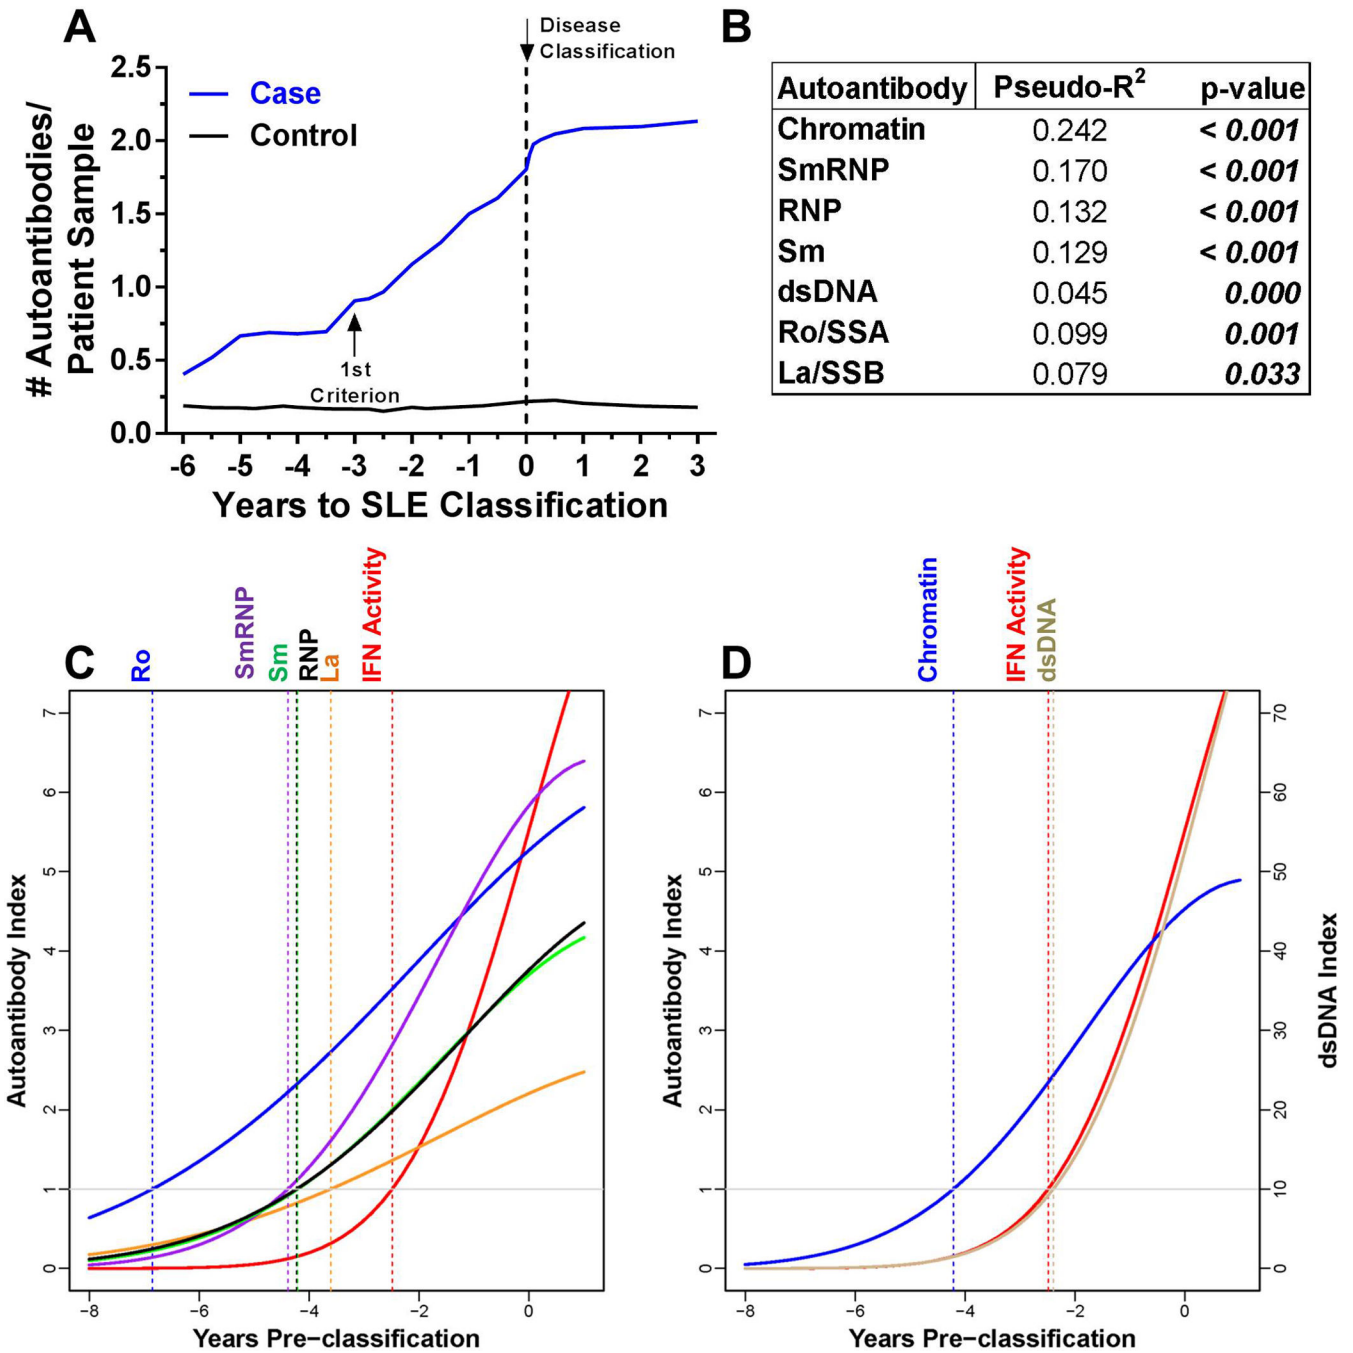 A
Disease
Classification
2.5
2.0
1.5
1.0
0.5
0.0
# Autoantibodies/
Patient Sample
Case
Control
1st
Criterion
-6 -5 -4 -3 -2 -1 0 1 2 3
Years to SLE Classification
B
Autoantibody Pseudo-R² p-value
Chromatin 0.242 < 0.001
SmRNP 0.170 < 0.001
RNP 0.132 < 0.001
Sm 0.129 < 0.001
dsDNA 0.045 0.000
Ro/SSA 0.099 0.001
La/SSB 0.079 0.033
C
Ro
SmRNP
Sm
RNP
La
IFN Activity
7
6
5
4
3
2
1
0
Autoantibody Index
−8 −6 −4 −2 0
Years Pre−classification
D
Chromatin
IFN Activity
dsDNA
7
6
5
4
3
2
1
0
Autoantibody Index
70
60
50
40
30
20
10
0
dsDNA Index
−8 −6 −4 −2 0
Years Pre−classification